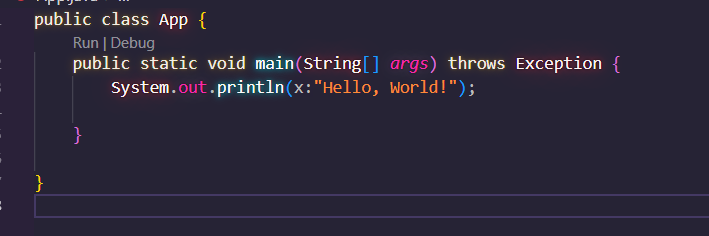 public class App {
Run | Debug
public static void main(String[] args) throws Exception {
System.out.println(x:"Hello, World!");
}
}